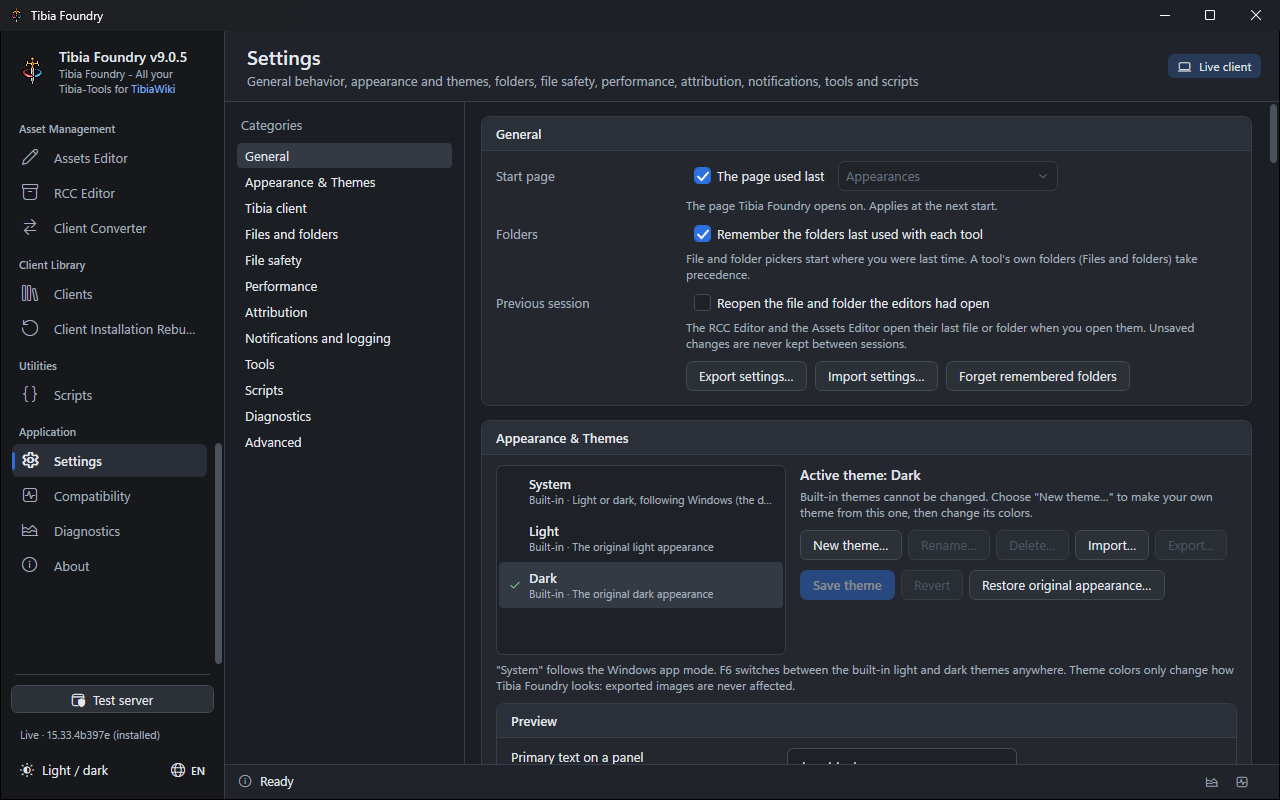 Tibia Foundry
Tibia Foundry v9.0.5
Tibia Foundry - All your
Tibia-Tools for TibiaWiki
Asset Management
Assets Editor
RCC Editor
Client Converter
Client Library
Clients
Client Installation Rebu...
Utilities
Scripts
Application
Settings
Compatibility
Diagnostics
About
Test server
Live · 15.33.4b397e (installed)
Light / dark
EN
Settings
General behavior, appearance and themes, folders, file safety, performance, attribution, notifications, tools and scripts
Live client
Categories
General
Appearance & Themes
Tibia client
Files and folders
File safety
Performance
Attribution
Notifications and logging
Tools
Scripts
Diagnostics
Advanced
General
Start page
The page used last
Appearances
The page Tibia Foundry opens on. Applies at the next start.
Folders
Remember the folders last used with each tool
File and folder pickers start where you were last time. A tool's own folders (Files and folders) take
precedence.
Previous session
Reopen the file and folder the editors had open
The RCC Editor and the Assets Editor open their last file or folder when you open them. Unsaved
changes are never kept between sessions.
Export settings...
Import settings...
Forget remembered folders
Appearance & Themes
System
Built-in · Light or dark, following Windows (the d...
Light
Built-in · The original light appearance
Dark
Built-in · The original dark appearance
Active theme: Dark
Built-in themes cannot be changed. Choose "New theme..." to make your own
theme from this one, then change its colors.
New theme...
Rename...
Delete...
Import...
Export...
Save theme
Revert
Restore original appearance...
"System" follows the Windows app mode. F6 switches between the built-in light and dark themes anywhere. Theme colors only change how
Tibia Foundry looks: exported images are never affected.
Preview
Primary text on a panel
Ready